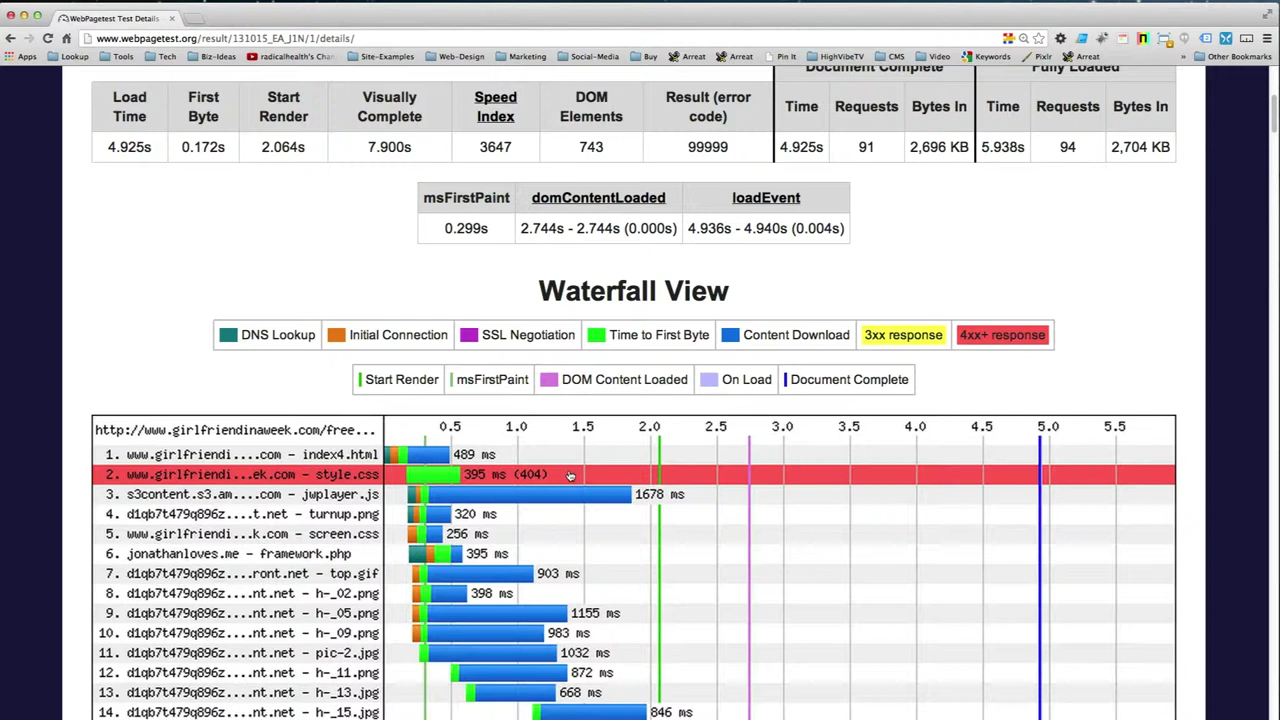 WebPagetest Test Details
www.webpagetest.org/result/131015_EA_J1N/1/details/
Apps Lookup Tools Tech Biz-Ideas radicalhealth's Chan Site-Examples Web-Design Marketing Social-Media Buy Arreat Arreat Pin It HighVibeTV CMS Video Keywords Pixlr Arreat » Other Bookmarks
Document Complete Fully Loaded
Load Time First Byte Start Render Visually Complete Speed Index DOM Elements Result (error code) Time Requests Bytes In Time Requests Bytes In
4.925s 0.172s 2.064s 7.900s 3647 743 99999 4.925s 91 2,696 KB 5.938s 94 2,704 KB
msFirstPaint domContentLoaded loadEvent
0.299s 2.744s - 2.744s (0.000s) 4.936s - 4.940s (0.004s)
Waterfall View
DNS Lookup Initial Connection SSL Negotiation Time to First Byte Content Download 3xx response 4xx+ response
Start Render msFirstPaint DOM Content Loaded On Load Document Complete
http://www.girlfriendinaweek.com/free... 0.5 1.0 1.5 2.0 2.5 3.0 3.5 4.0 4.5 5.0 5.5
1. www.girlfriendi....com - index4.html 489 ms
2. www.girlfriendi...ek.com - style.css 395 ms (404)
3. s3content.s3.am....com - jwplayer.js 1678 ms
4. d1qb7t479q896z....t.net - turnup.png 320 ms
5. www.girlfriendi...k.com - screen.css 256 ms
6. jonathanloves.me - framework.php 395 ms
7. d1qb7t479q896z....ront.net - top.gif 903 ms
8. d1qb7t479q896z....nt.net - h-_02.png 398 ms
9. d1qb7t479q896z....nt.net - h-_05.png 1155 ms
10. d1qb7t479q896z....nt.net - h-_09.png 983 ms
11. d1qb7t479q896z....nt.net - pic-2.jpg 1032 ms
12. d1qb7t479q896z....nt.net - h-_11.png 872 ms
13. d1qb7t479q896z....nt.net - h-_13.jpg 668 ms
14. d1qb7t479q896z....nt.net - h-_15.jpg 846 ms